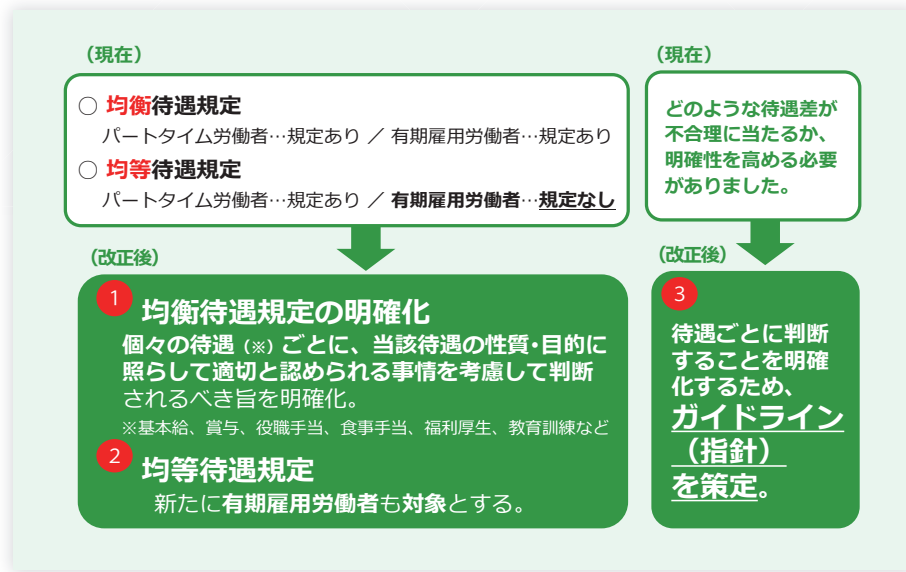 （現在）
○ 均衡待遇規定
パートタイム労働者…規定あり ／ 有期雇用労働者…規定あり
○ 均等待遇規定
パートタイム労働者…規定あり ／ 有期雇用労働者…規定なし
（改正後）
1 均衡待遇規定の明確化
個々の待遇（※）ごとに、当該待遇の性質・目的に
照らして適切と認められる事情を考慮して判断
されるべき旨を明確化。
※基本給、賞与、役職手当、食事手当、福利厚生、教育訓練など
2 均等待遇規定
新たに有期雇用労働者も対象とする。
（現在）
どのような待遇差が
不合理に当たるか、
明確性を高める必要
がありました。
（改正後）
3
待遇ごとに判断
することを明確
化するため、
ガイドライン
（指針）
を策定。